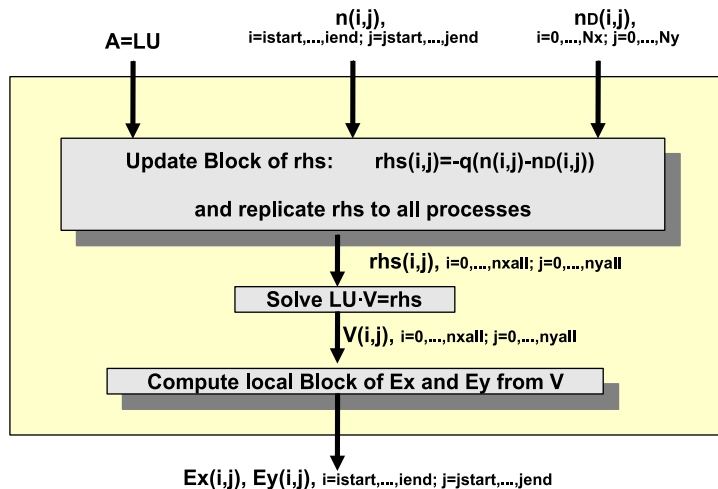 n(i,j),
nD(i,j),
A=LU
i=istart,...,iend; j=jstart,...,jend
i=0,...,Nx; j=0,...,Ny
Update Block of rhs: rhs(i,j)=-q(n(i,j)-nD(i,j))
and replicate rhs to all processes
rhs(i,j), i=0,...,nxall; j=0,...,nyall
Solve LU·V=rhs
V(i,j), i=0,...,nxall; j=0,...,nyall
Compute local Block of Ex and Ey from V
Ex(i,j), Ey(i,j), i=istart,...,iend; j=jstart,...,jend